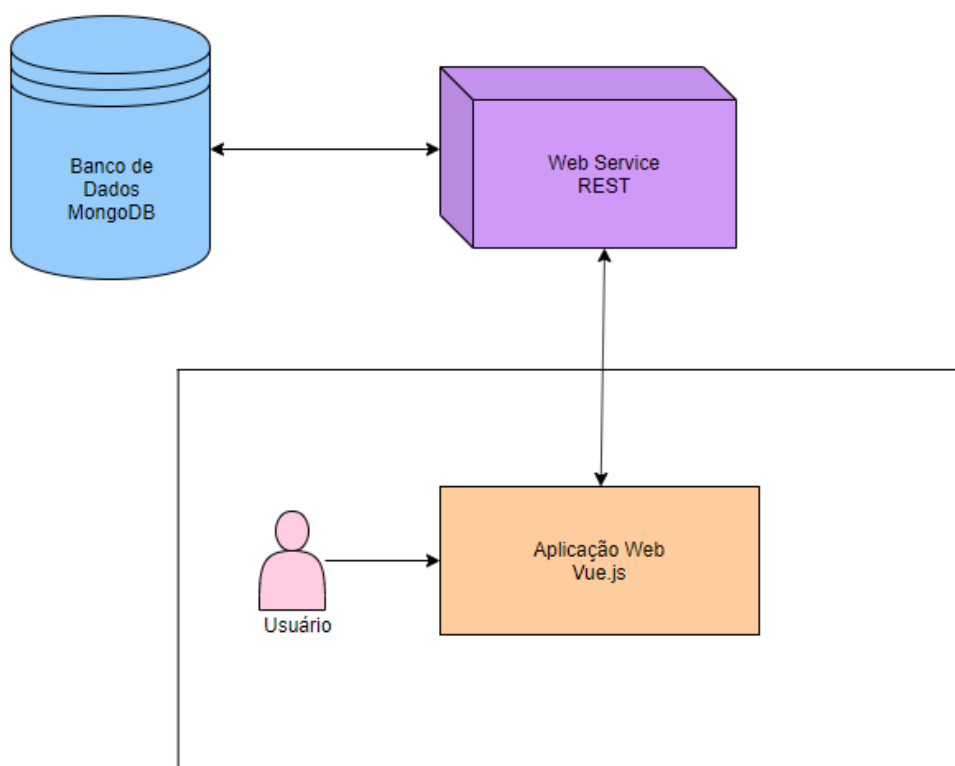 Banco de
Dados
MongoDB
Web Service
REST
Aplicação Web
Vue.js
Usuário